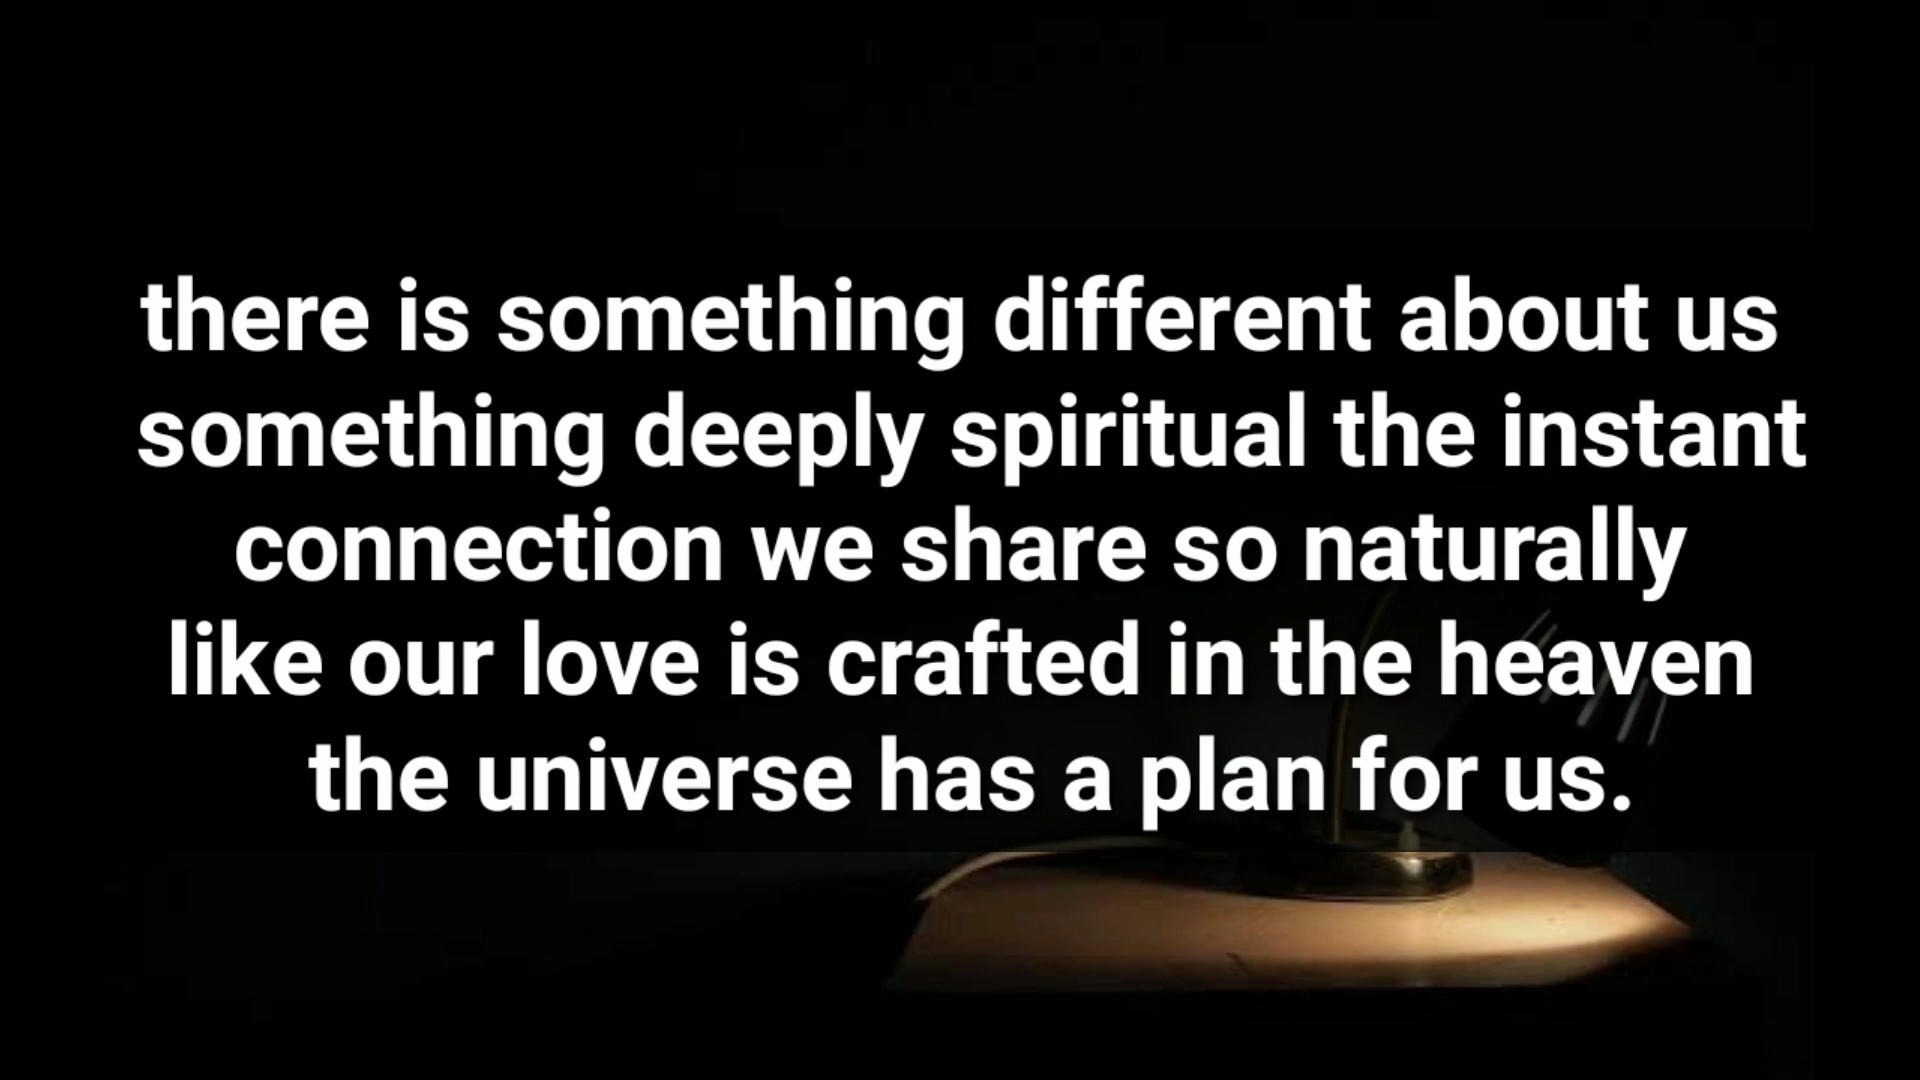 there is something different about us
something deeply spiritual the instant
connection we share so naturally
like our love is crafted in the heaven
the universe has a plan for us.